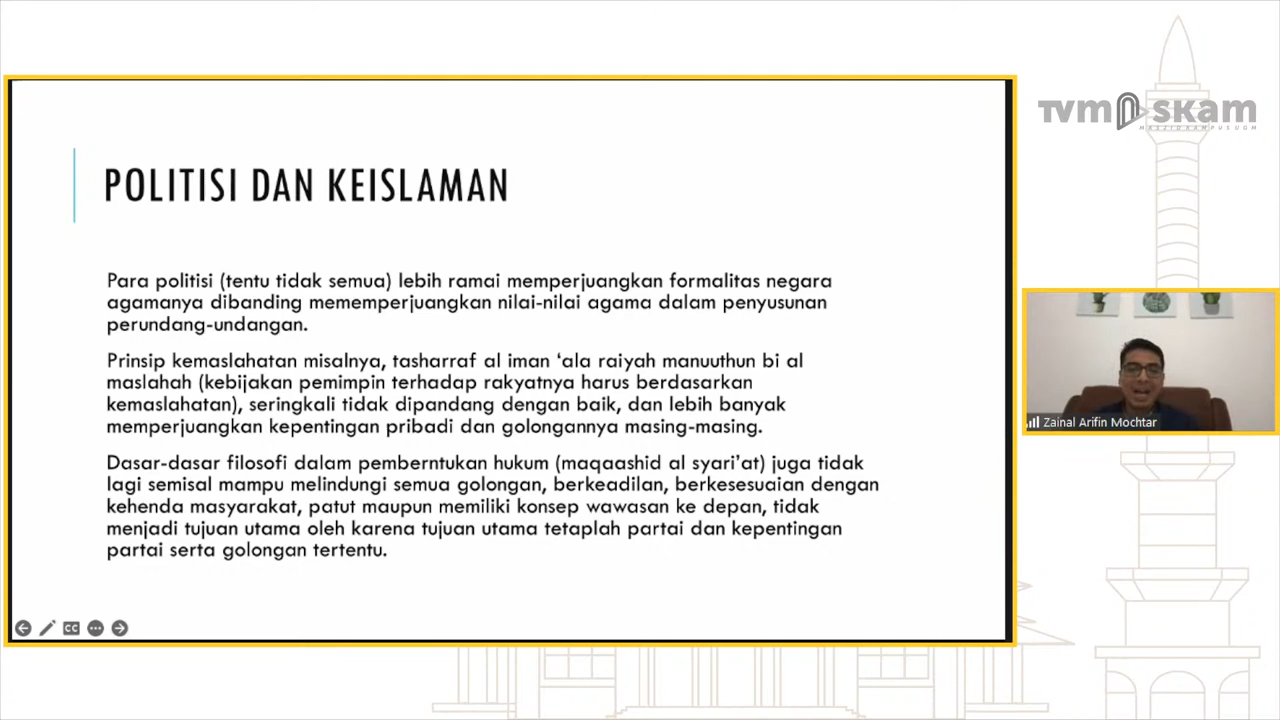 POLITISI DAN KEISLAMAN
Para politisi (tentu tidak semua) lebih ramai memperjuangkan formalitas negara
agamanya dibanding mememperjuangkan nilai-nilai agama dalam penyusunan
perundang-undangan.
Prinsip kemaslahatan misalnya, tasharraf al iman ‘ala raiyah manuuthun bi al
maslahah (kebijakan pemimpin terhadap rakyatnya harus berdasarkan
kemaslahatan), seringkali tidak dipandang dengan baik, dan lebih banyak
memperjuangkan kepentingan pribadi dan golongannya masing-masing.
Dasar-dasar filosofi dalam pemberntukan hukum (maqaashid al syari’at) juga tidak
lagi semisal mampu melindungi semua golongan, berkeadilan, berkesesuaian dengan
kehenda masyarakat, patut maupun memiliki konsep wawasan ke depan, tidak
menjadi tujuan utama oleh karena tujuan utama tetaplah partai dan kepentingan
partai serta golongan tertentu.
CC
TVM SKAM
MASJID KAMPUS UGM
Zainal Arifin Mochtar